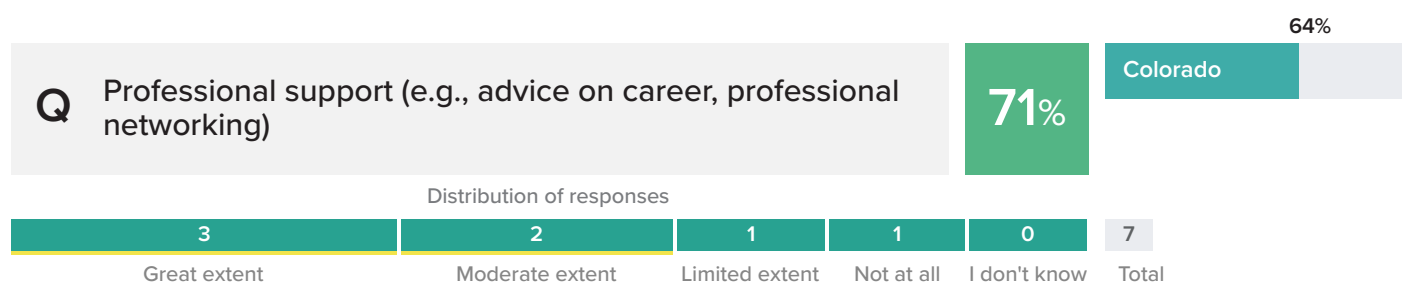 64%
Q
Professional support (e.g., advice on career, professional
networking)
71%
Colorado
Distribution of responses
3 2 1 1 0 7
Great extent Moderate extent Limited extent Not at all I don't know Total